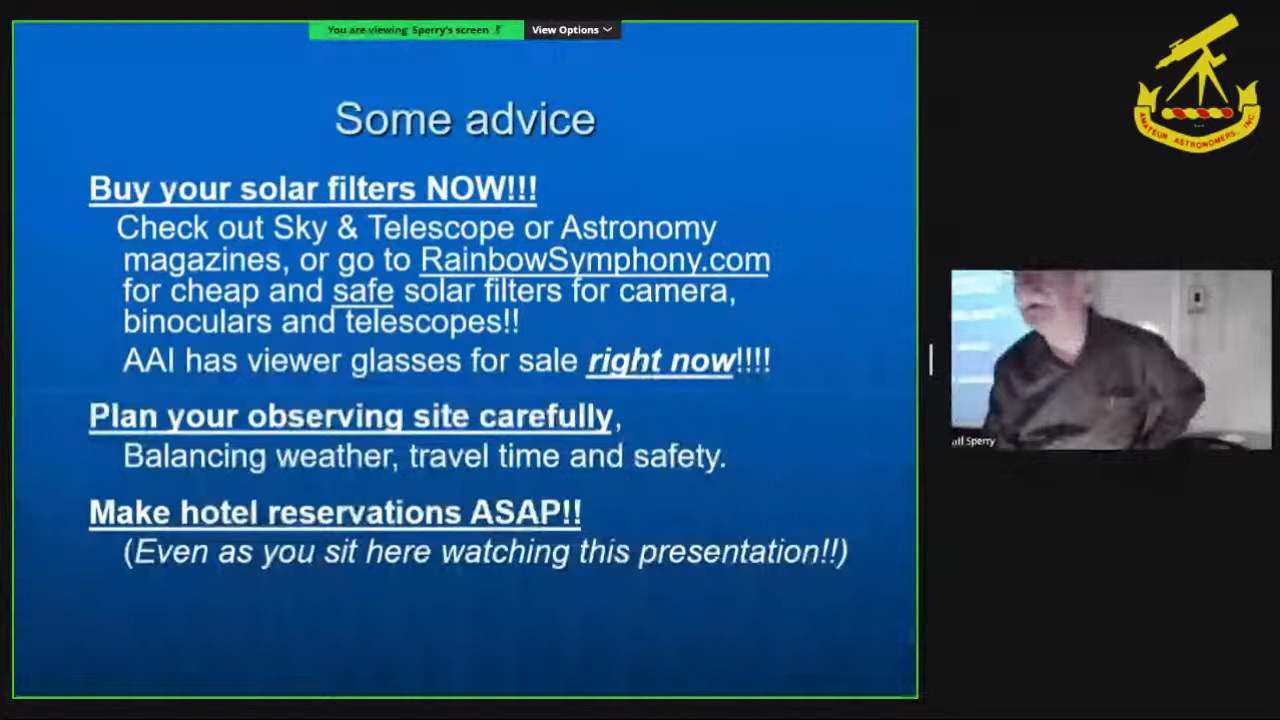 You are viewing Sperry's screen
View Options
Some advice
Buy your solar filters NOW!!!
Check out Sky & Telescope or Astronomy
magazines, or go to RainbowSymphony.com
for cheap and safe solar filters for camera,
binoculars and telescopes!!
AAI has viewer glasses for sale right now!!!!
Plan your observing site carefully,
Balancing weather, travel time and safety.
Make hotel reservations ASAP!!
(Even as you sit here watching this presentation!!)
AMATEUR ASTRONOMERS, INC.
Sperry